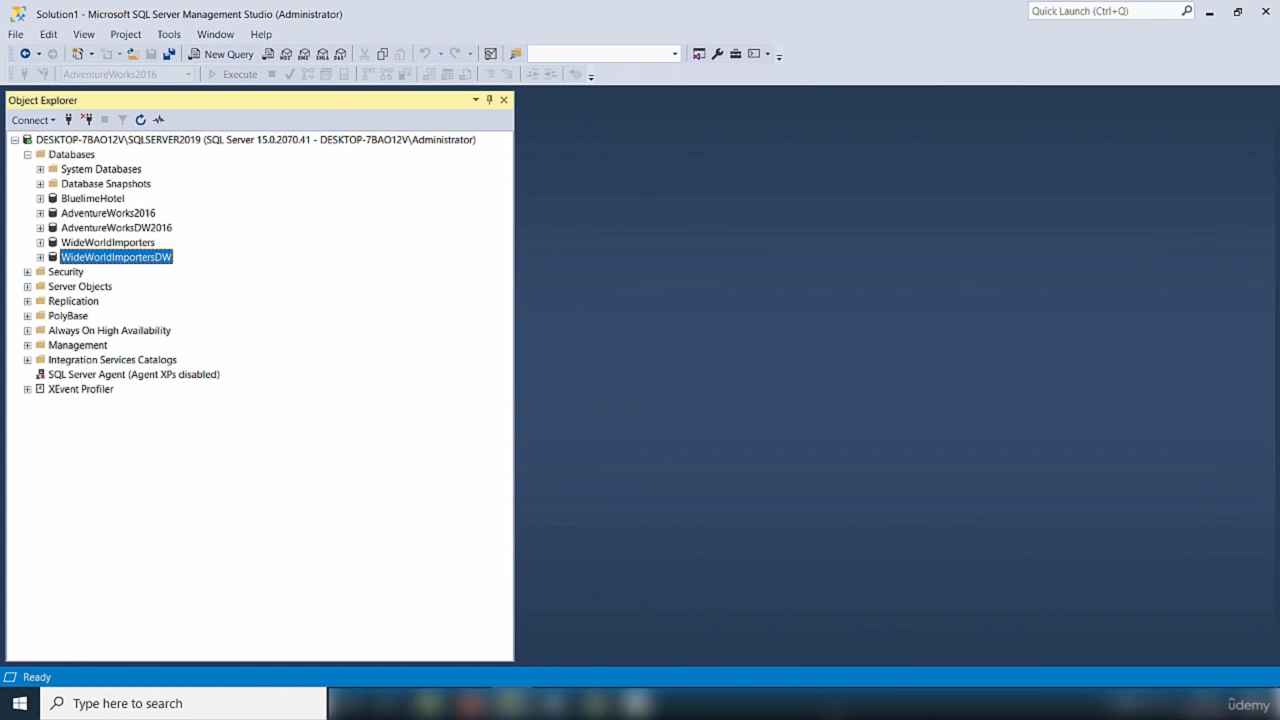 Solution1 - Microsoft SQL Server Management Studio (Administrator)
Quick Launch (Ctrl+Q)
File Edit View Project Tools Window Help
New Query
AdventureWorks2016
Execute
Object Explorer
Connect
DESKTOP-7BAO12V\SQLSERVER2019 (SQL Server 15.0.2070.41 - DESKTOP-7BAO12V\Administrator)
Databases
System Databases
Database Snapshots
BluelimeHotel
AdventureWorks2016
AdventureWorksDW2016
WideWorldImporters
WideWorldImportersDW
Security
Server Objects
Replication
PolyBase
Always On High Availability
Management
Integration Services Catalogs
SQL Server Agent (Agent XPs disabled)
XEvent Profiler
Ready
Type here to search
ûdemy